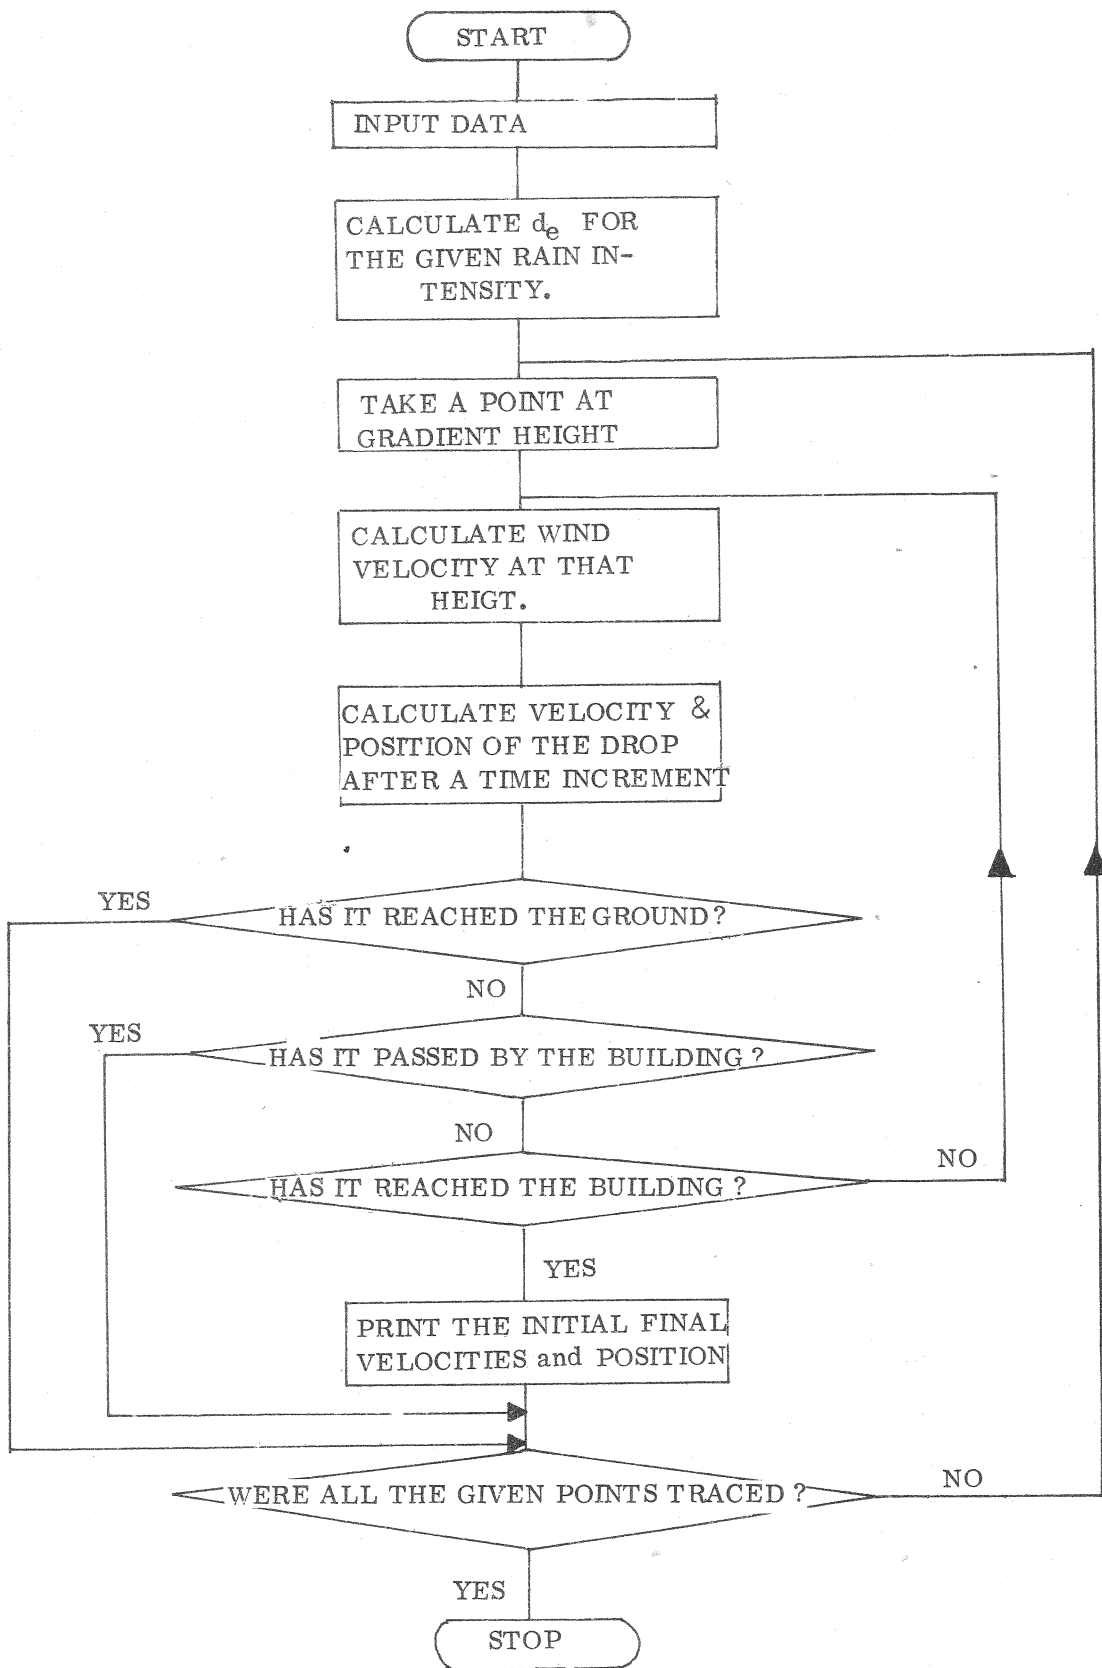 START
INPUT DATA
CALCULATE de FOR
THE GIVEN RAIN IN-
TENSITY.
TAKE A POINT AT
GRADIENT HEIGHT
CALCULATE WIND
VELOCITY AT THAT
HEIGT.
CALCULATE VELOCITY &
POSITION OF THE DROP
AFTER A TIME INCREMENT
YES
HAS IT REACHED THE GROUND?
NO
YES
HAS IT PASSED BY THE BUILDING?
NO
HAS IT REACHED THE BUILDING?
NO
YES
PRINT THE INITIAL FINAL
VELOCITIES and POSITION
WERE ALL THE GIVEN POINTS TRACED?
NO
YES
STOP